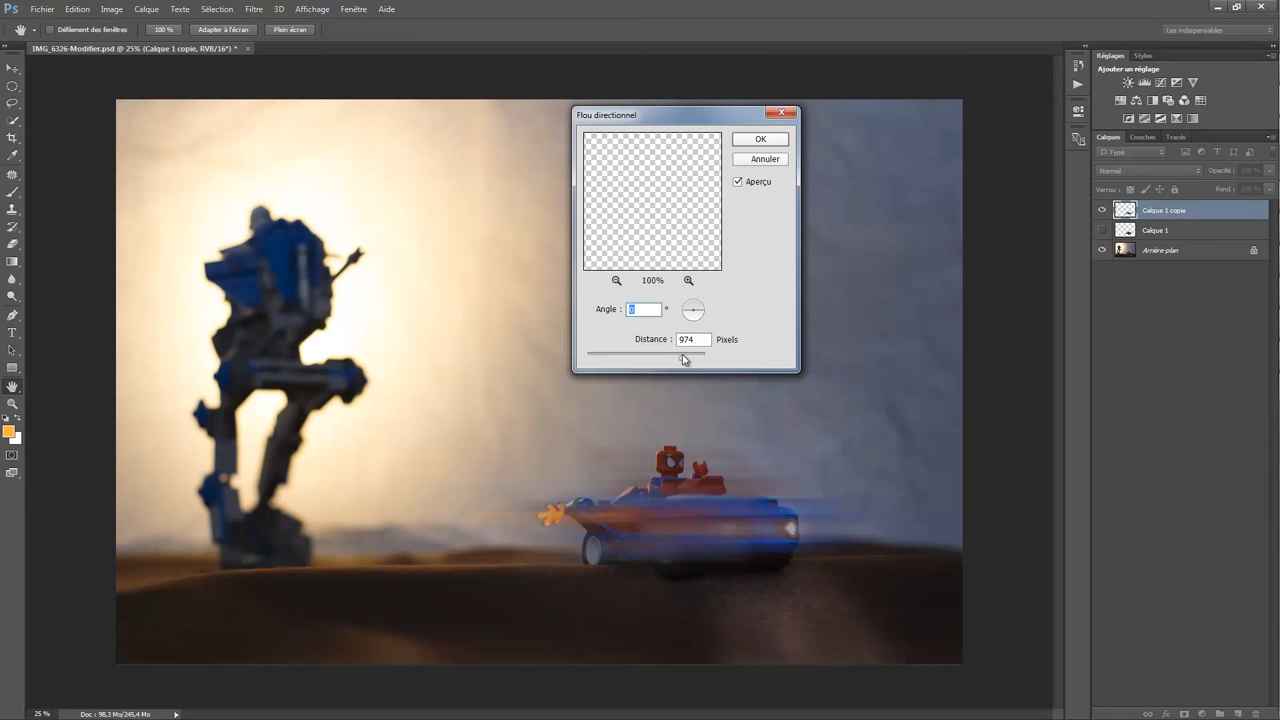 Ps Fichier Edition Image Calque Texte Sélection Filtre 3D Affichage Fenêtre Aide
Défilement des fenêtres 100 % Adapter à l'écran Plein écran Les indispensables
IMG_6326-Modifier.psd @ 25% (Calque 1 copie, RVB/16*) * ×
Flou directionnel
OK
Annuler
Aperçu
100%
Angle : 0 °
Distance : 974 Pixels
Réglages Styles
Ajouter un réglage
Calques Couches Tracés
Type
Normal Opacité : 100 %
Verrou : Fond : 100 %
Calque 1 copie
Calque 1
Arrière-plan
25 % Doc : 98,3 Mo/245,4 Mo